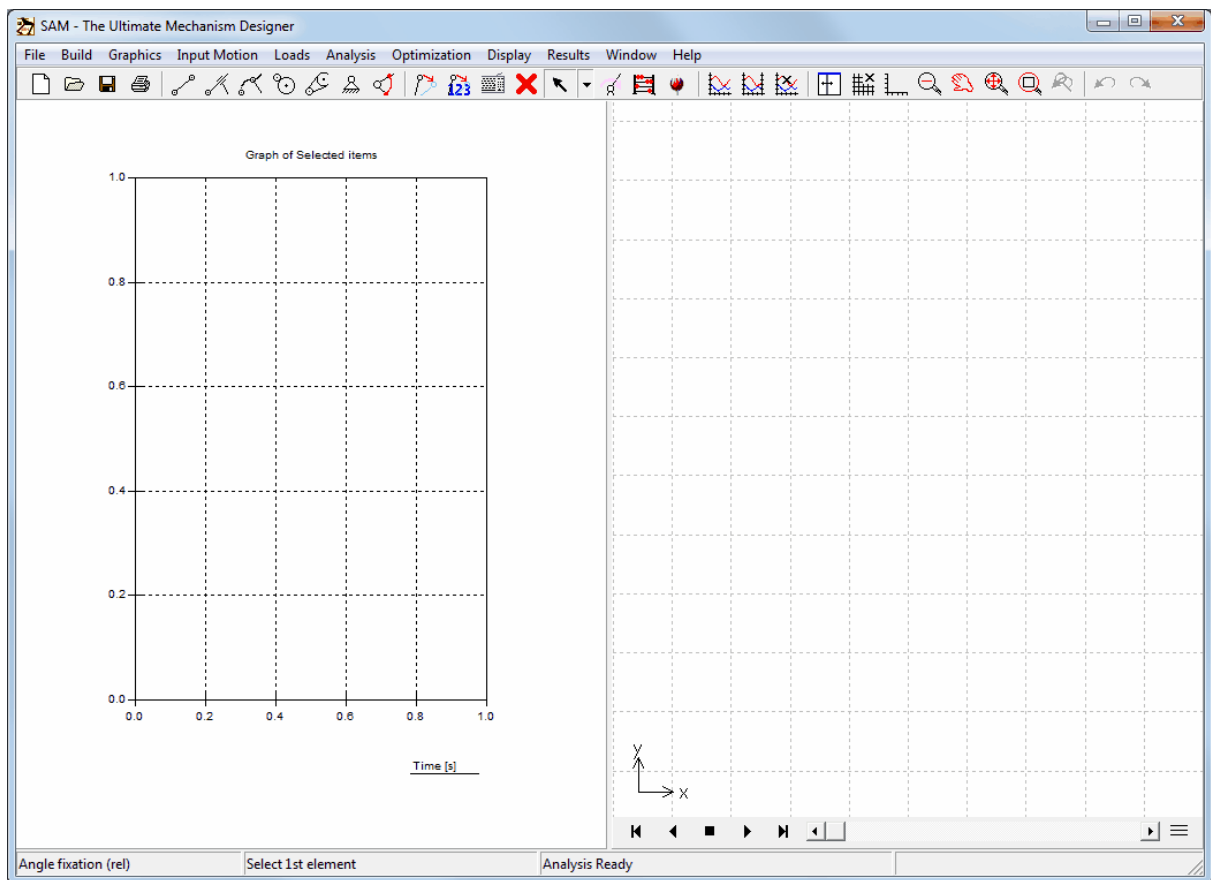 SAM - The Ultimate Mechanism Designer
File Build Graphics Input Motion Loads Analysis Optimization Display Results Window Help
123
Graph of Selected items
1.0
0.8
0.6
0.4
0.2
0.0
0.0 0.2 0.4 0.6 0.8 1.0
Time [s]
y
x
Angle fixation (rel) Select 1st element Analysis Ready